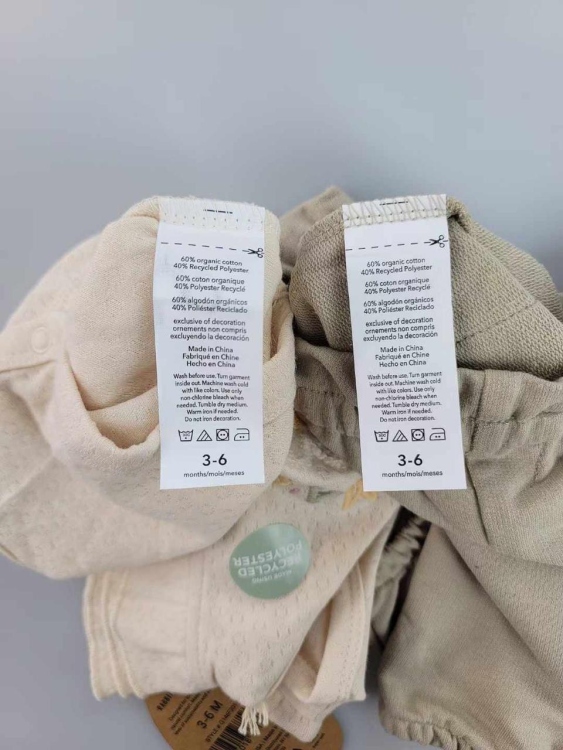 60% organic cotton
40% Recycled Polyester
60% coton organique
40% Polyester Recyclé
60% algodón orgánicos
40% Poliéster Reciclado
exclusive of decoration
ornements non compris
excluyendo la decoración
Made in China
Fabriqué en Chine
Hecho en China
Wash before use. Turn garment
inside out. Machine wash cold
with like colors. Use only
non-chlorine bleach when
needed. Tumble dry medium.
Warm iron if needed.
Do not iron decoration.
3-6
months/mois/meses
60% organic cotton
40% Recycled Polyester
60% coton organique
40% Polyester Recyclé
60% algodón orgánicos
40% Poliéster Reciclado
exclusive of decoration
ornements non compris
excluyendo la decoración
Made in China
Fabriqué en Chine
Hecho en China
Wash before use. Turn garment
inside out. Machine wash cold
with like colors. Use only
non-chlorine bleach when
needed. Tumble dry medium.
Warm iron if needed.
Do not iron decoration.
3-6
months/mois/meses
RECYCLED
POLYESTER
3-6 M